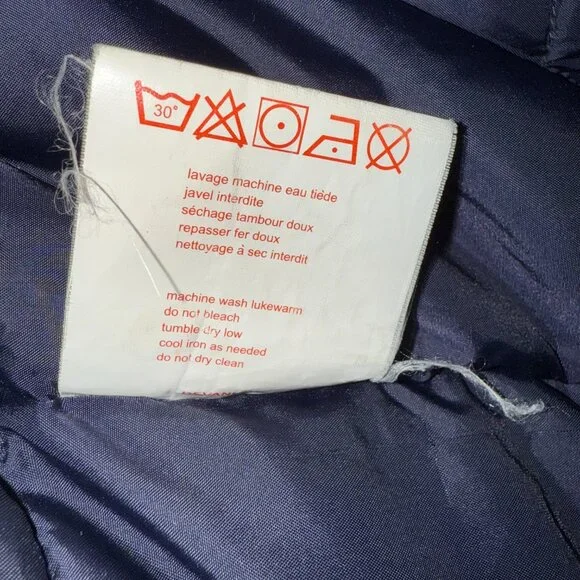 30°
lavage machine eau tiède
javel interdite
séchage tambour doux
repasser fer doux
nettoyage à sec interdit
machine wash lukewarm
do not bleach
tumble dry low
cool iron as needed
do not dry clean